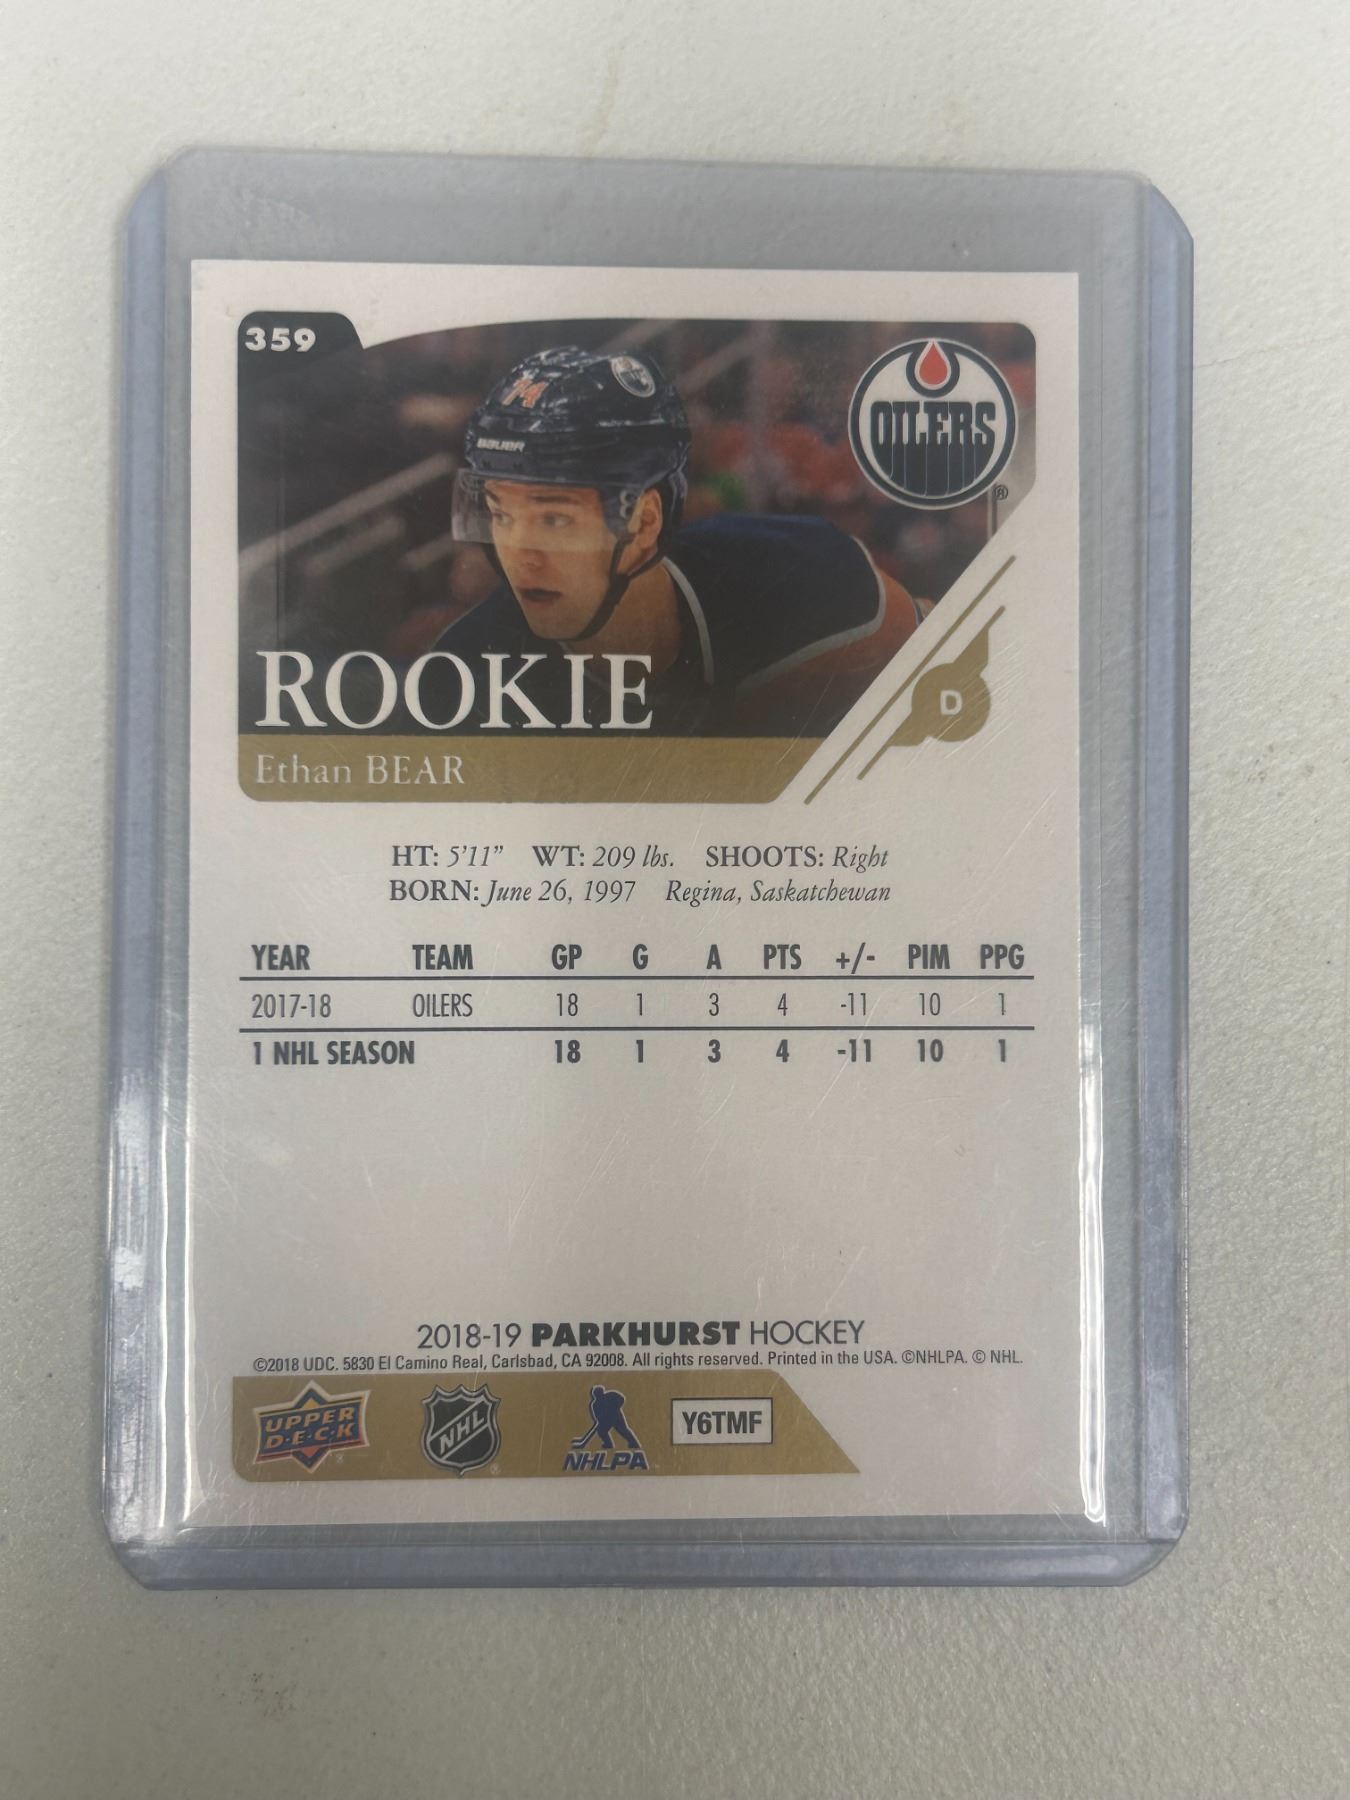 359
74
BAUER
OILERS
®
ROOKIE
D
Ethan BEAR
HT: 5'11" WT: 209 lbs. SHOOTS: Right
BORN: June 26, 1997 Regina, Saskatchewan
YEAR TEAM GP G A PTS +/- PIM PPG
2017-18 OILERS 18 1 3 4 -11 10 1
1 NHL SEASON 18 1 3 4 -11 10 1
2018-19 PARKHURST HOCKEY
©2018 UDC. 5830 El Camino Real, Carlsbad, CA 92008. All rights reserved. Printed in the USA. ©NHLPA. © NHL.
UPPER
D·E·C·K
NHL
NHLPA
Y6TMF